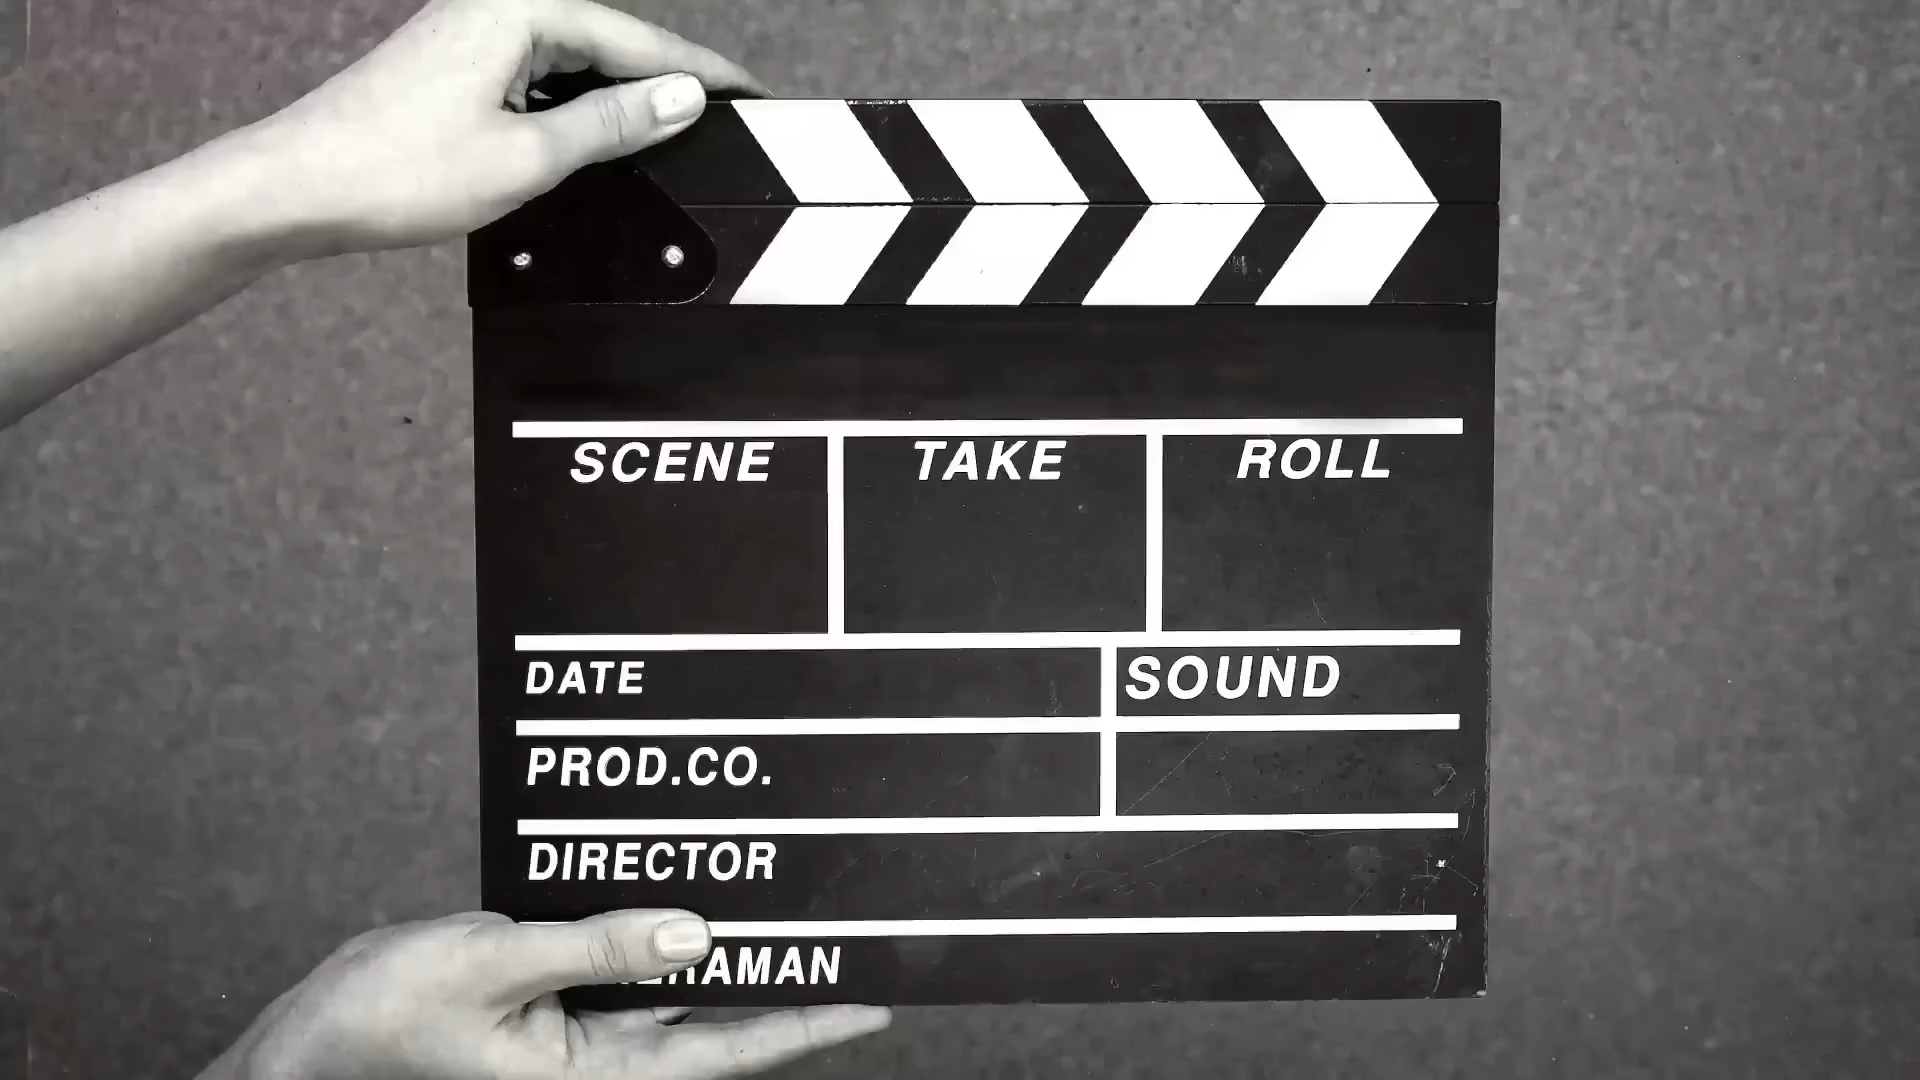 SCENE TAKE ROLL
DATE SOUND
PROD.CO.
DIRECTOR